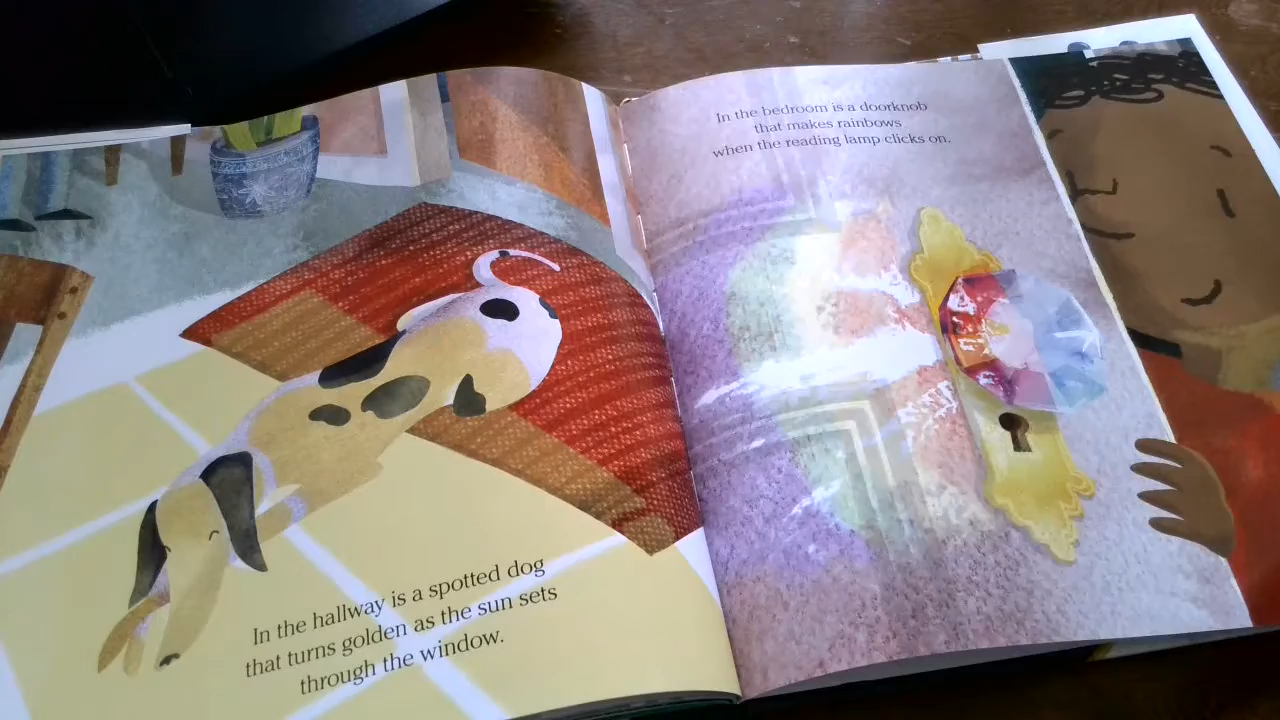 In the hallway is a spotted dog
that turns golden as the sun sets
through the window.
In the bedroom is a doorknob
that makes rainbows
when the reading lamp clicks on.